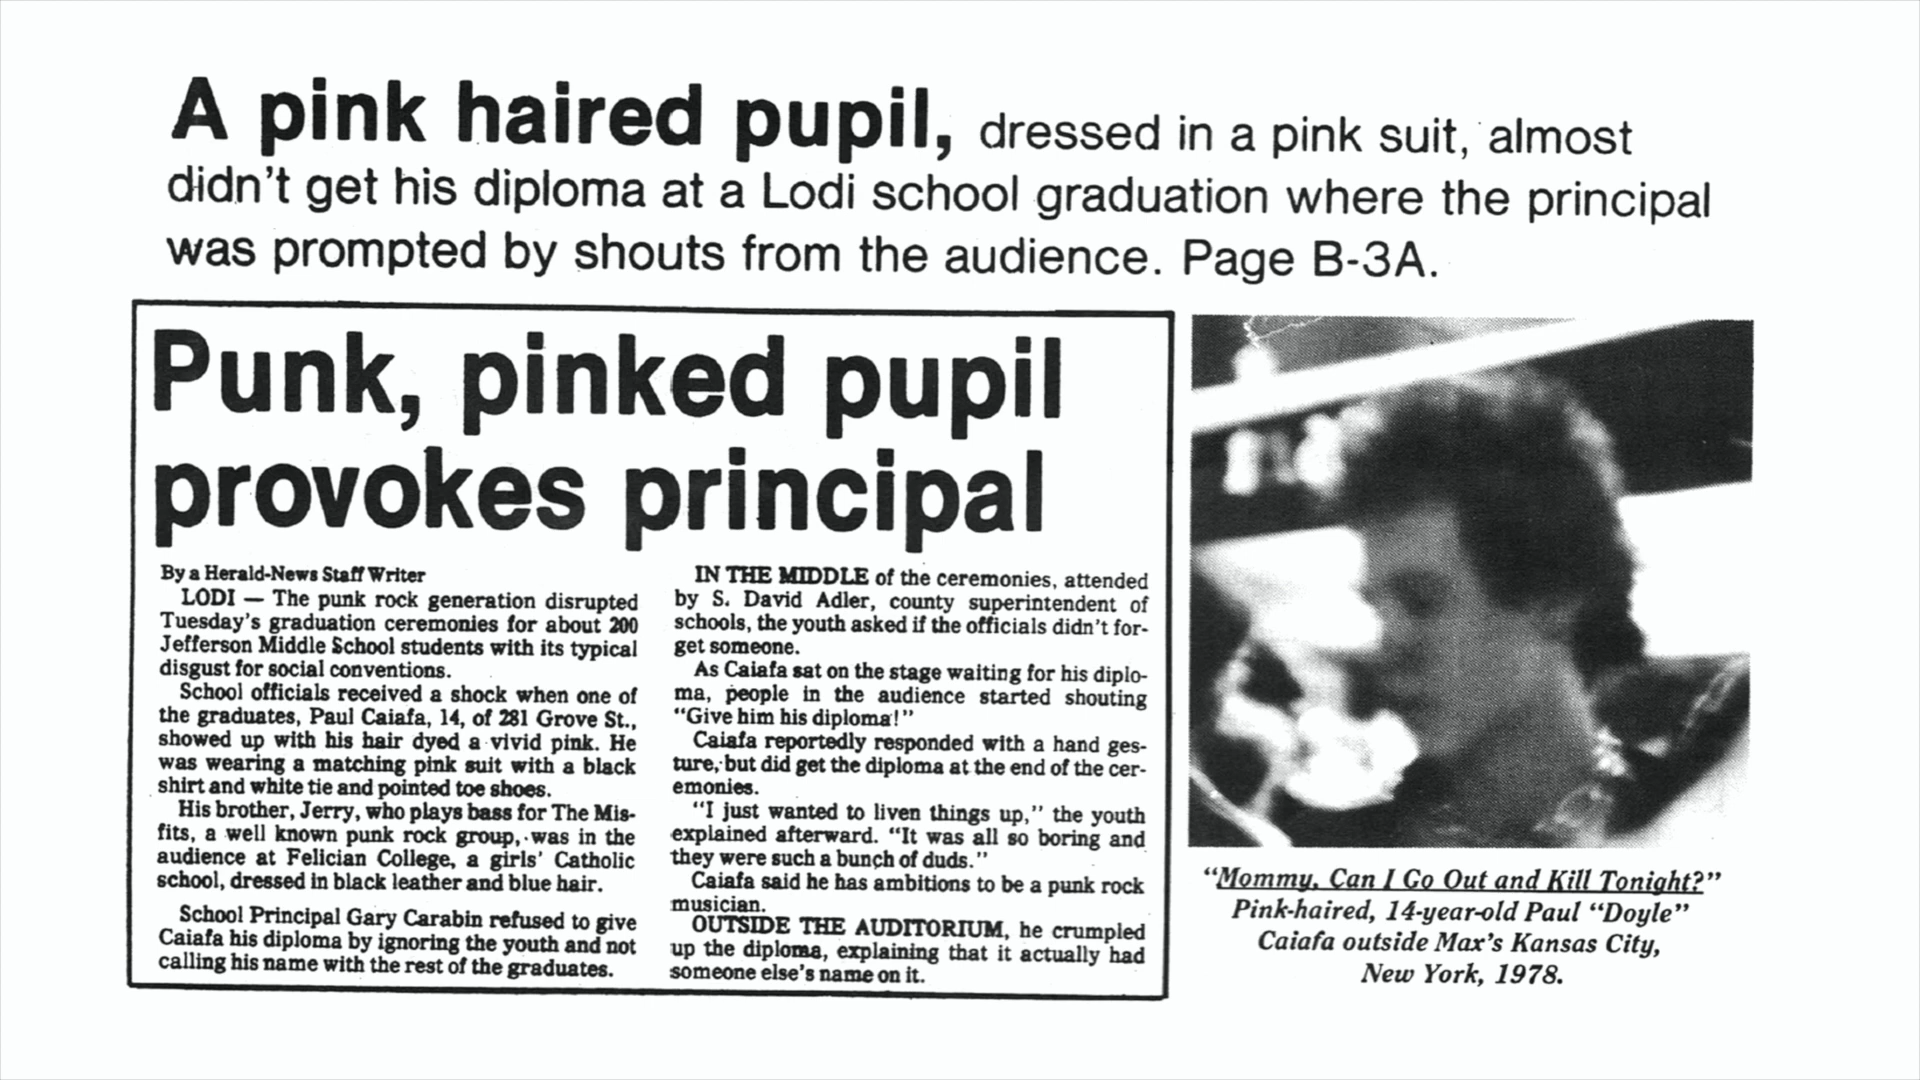 A pink haired pupil, dressed in a pink suit, almost
didn't get his diploma at a Lodi school graduation where the principal
was prompted by shouts from the audience. Page B-3A.
Punk, pinked pupil
provokes principal
By a Herald-News Staff Writer
LODI — The punk rock generation disrupted
Tuesday's graduation ceremonies for about 200
Jefferson Middle School students with its typical
disgust for social conventions.
School officials received a shock when one of
the graduates, Paul Caiafa, 14, of 281 Grove St.,
showed up with his hair dyed a vivid pink. He
was wearing a matching pink suit with a black
shirt and white tie and pointed toe shoes.
His brother, Jerry, who plays bass for The Mis-
fits, a well known punk rock group, was in the
audience at Felician College, a girls' Catholic
school, dressed in black leather and blue hair.
School Principal Gary Carabin refused to give
Caiafa his diploma by ignoring the youth and not
calling his name with the rest of the graduates.
IN THE MIDDLE of the ceremonies, attended
by S. David Adler, county superintendent of
schools, the youth asked if the officials didn't for-
get someone.
As Caiafa sat on the stage waiting for his diplo-
ma, people in the audience started shouting
"Give him his diploma!"
Caiafa reportedly responded with a hand ges-
ture, but did get the diploma at the end of the cer-
emonies.
"I just wanted to liven things up," the youth
explained afterward. "It was all so boring and
they were such a bunch of duds."
Caiafa said he has ambitions to be a punk rock
musician.
OUTSIDE THE AUDITORIUM, he crumpled
up the diploma, explaining that it actually had
someone else's name on it.
"Mommy, Can I Go Out and Kill Tonight?"
Pink-haired, 14-year-old Paul "Doyle"
Caiafa outside Max's Kansas City,
New York, 1978.